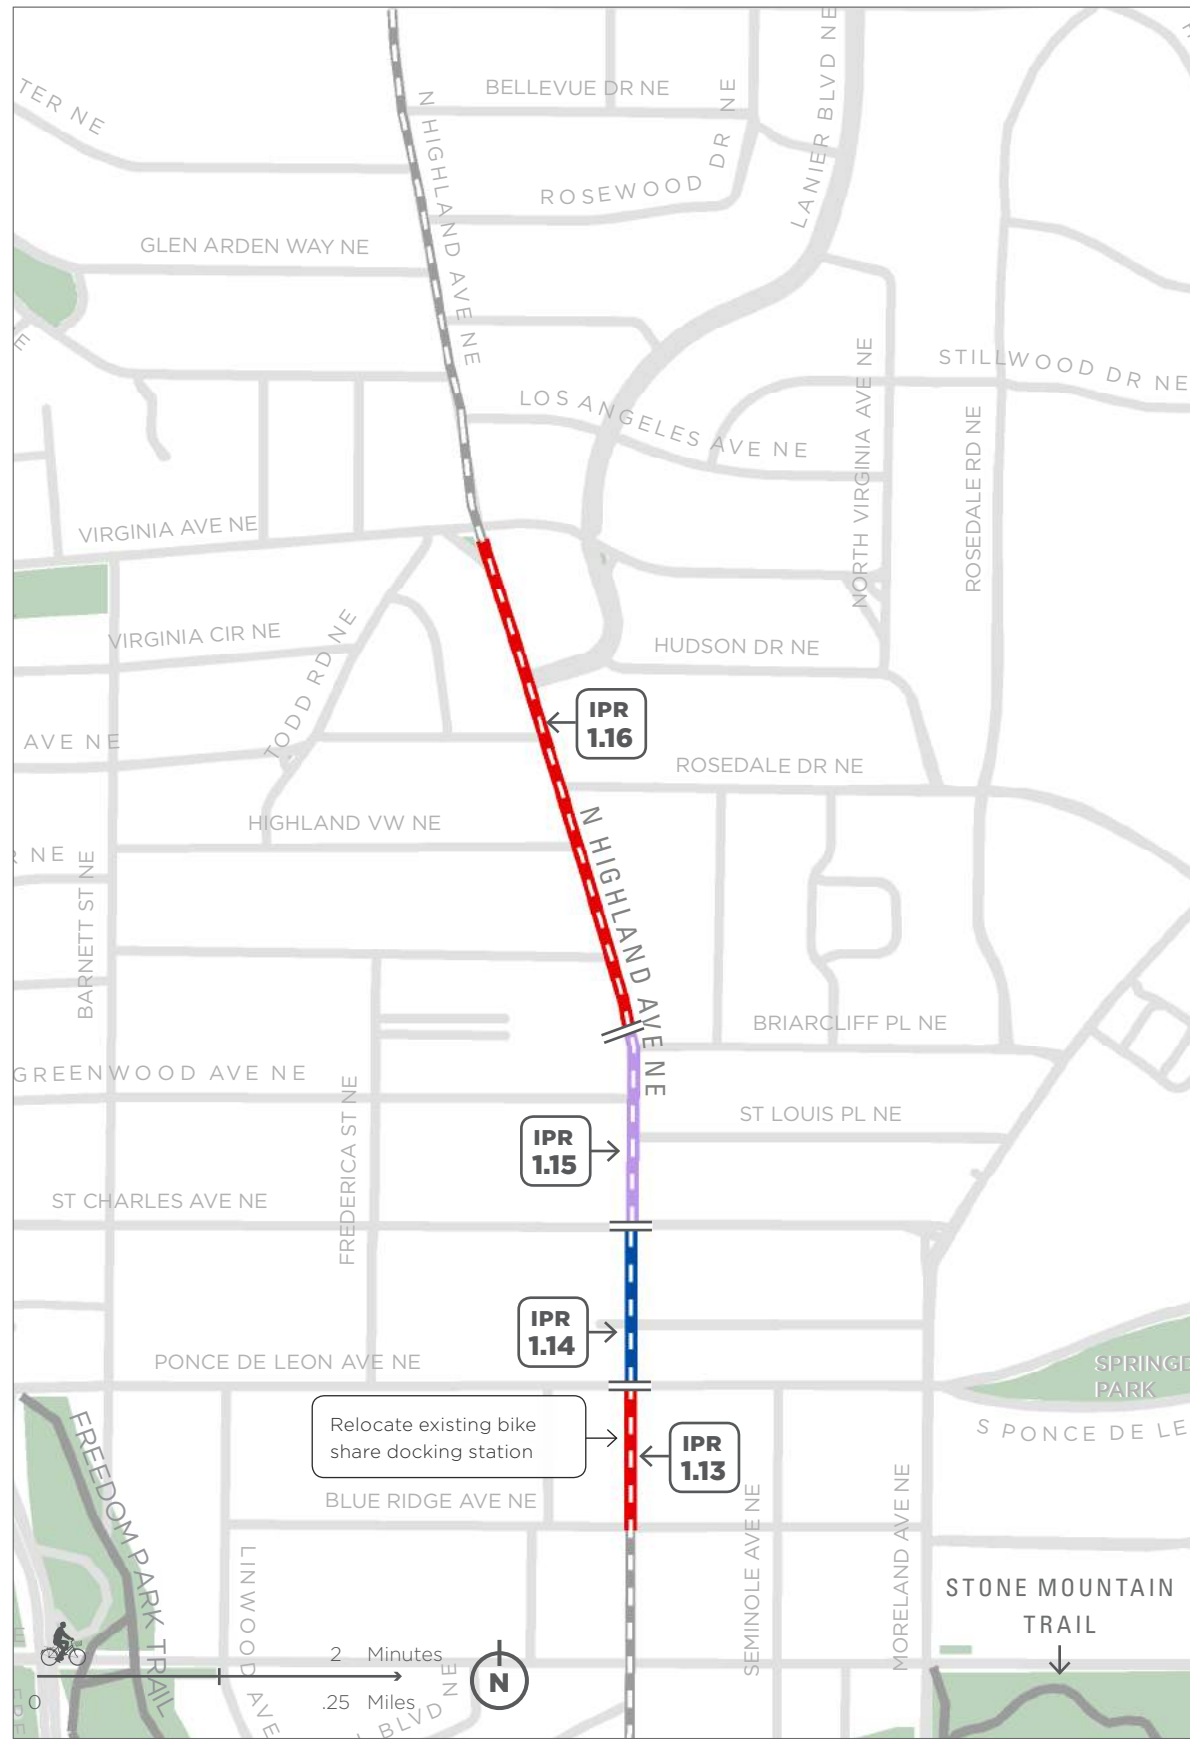 TER NE
BELLEVUE DR NE
N HIGHLAND AVE NE
ROSEWOOD DR NE
LANIER BLVD NE
GLEN ARDEN WAY NE
STILLWOOD DR NE
LOS ANGELES AVE NE
NORTH VIRGINIA AVE NE
ROSEDALE RD NE
VIRGINIA AVE NE
VIRGINIA CIR NE
TODD RD NE
HUDSON DR NE
IPR
1.16
AVE NE
ROSEDALE DR NE
HIGHLAND VW NE
N HIGHLAND AVE NE
NE
BARNETT ST NE
BRIARCLIFF PL NE
GREENWOOD AVE NE
FREDERICA ST NE
ST LOUIS PL NE
IPR
1.15
ST CHARLES AVE NE
IPR
1.14
PONCE DE LEON AVE NE
SPRINGD
PARK
S PONCE DE LE
Relocate existing bike
share docking station
IPR
1.13
FREEDOM PARK TRAIL
BLUE RIDGE AVE NE
SEMINOLE AVE NE
MORELAND AVE NE
LINWOOD AVE
STONE MOUNTAIN
TRAIL
2 Minutes
0
.25 Miles
N
BLVD NE